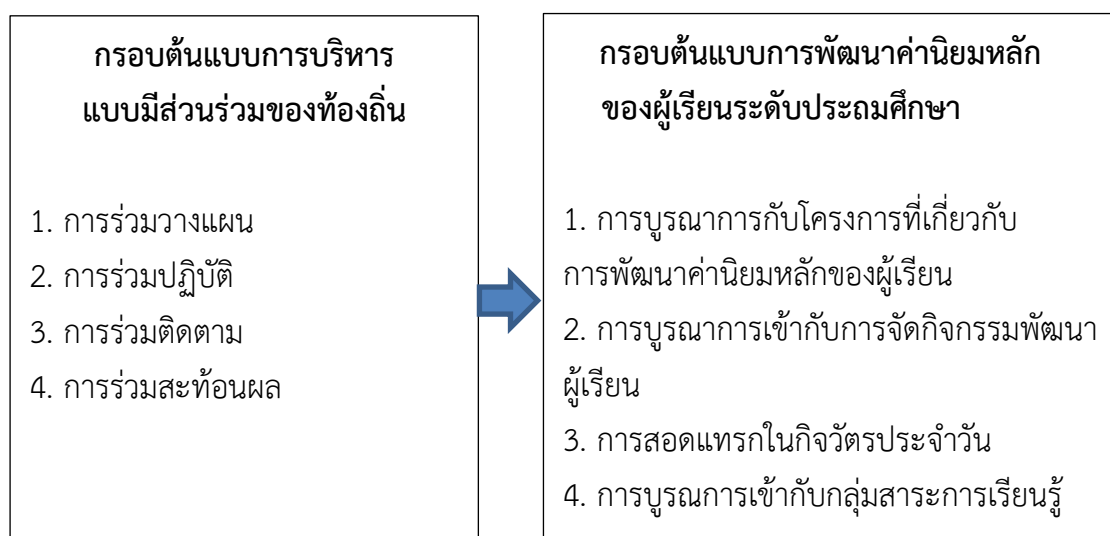 กรอบต้นแบบการบริหาร
แบบมีส่วนร่วมของท้องถิ่น
1. การร่วมวางแผน
2. การร่วมปฏิบัติ
3. การร่วมติดตาม
4. การร่วมสะท้อนผล
กรอบต้นแบบการพัฒนาค่านิยมหลัก
ของผู้เรียนระดับประถมศึกษา
1. การบูรณาการกับโครงการที่เกี่ยวกับ
การพัฒนาค่านิยมหลักของผู้เรียน
2. การบูรณาการเข้ากับการจัดกิจกรรมพัฒนา
ผู้เรียน
3. การสอดแทรกในกิจวัตรประจำวัน
4. การบูรณการเข้ากับกลุ่มสาระการเรียนรู้